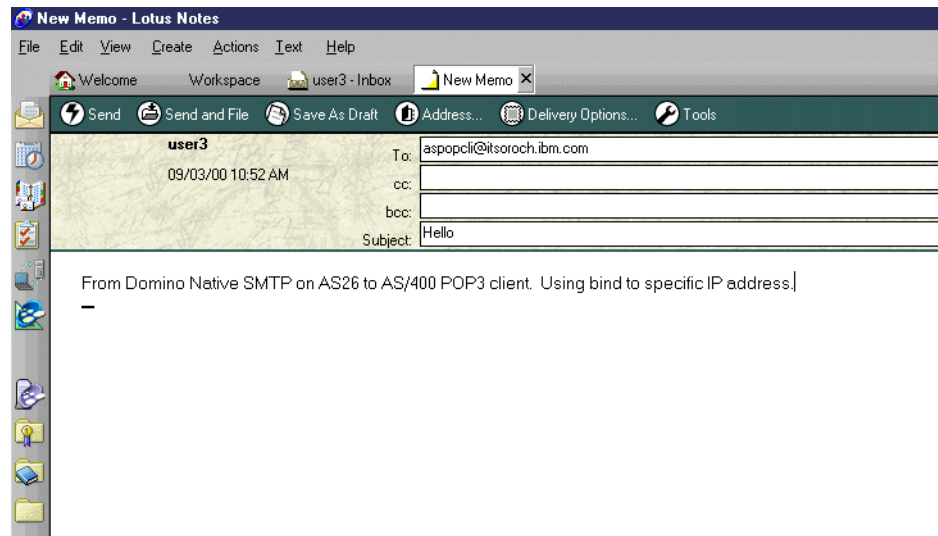 New Memo - Lotus Notes
File Edit View Create Actions Text Help
Welcome Workspace user3 - Inbox New Memo
Send Send and File Save As Draft Address... Delivery Options... Tools
user3
To: aspopcli@itsoroch.ibm.com
09/03/00 10:52 AM
cc:
bcc:
Subject: Hello
From Domino Native SMTP on AS26 to AS/400 POP3 client. Using bind to specific IP address.